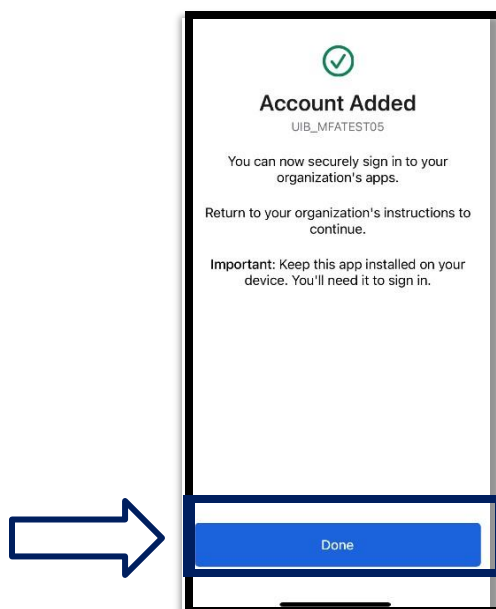 Account Added
UIB_MFATEST05
You can now securely sign in to your
organization's apps.
Return to your organization's instructions to
continue.
Important: Keep this app installed on your
device. You'll need it to sign in.
Done